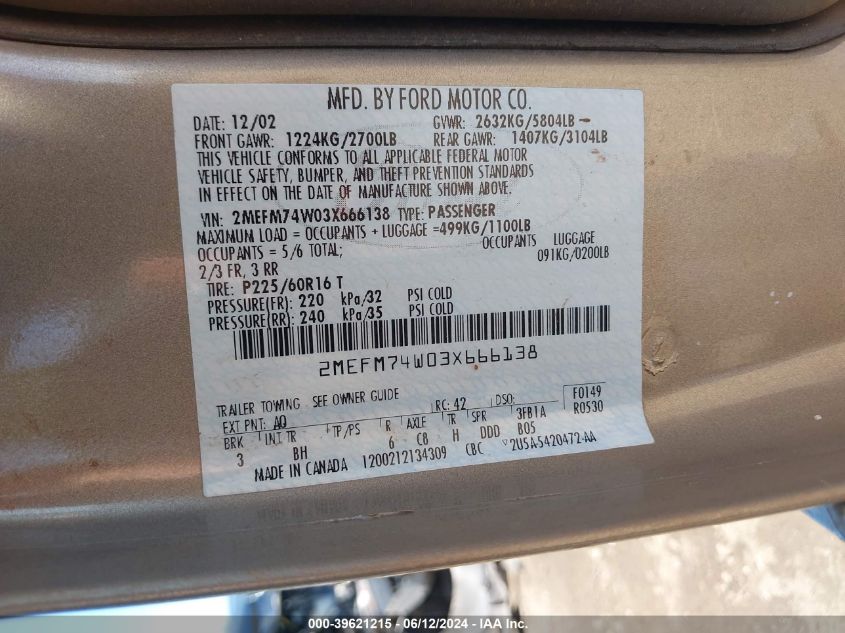 MFD. BY FORD MOTOR CO.
DATE: 12/02 GVWR: 2632KG/5804LB
FRONT GAWR: 1224KG/2700LB REAR GAWR: 1407KG/3104LB
THIS VEHICLE CONFORMS TO ALL APPLICABLE FEDERAL MOTOR
VEHICLE SAFETY, BUMPER, AND THEFT PREVENTION STANDARDS
IN EFFECT ON THE DATE OF MANUFACTURE SHOWN ABOVE.
VIN: 2MEFM74W03X666138 TYPE: PASSENGER
MAXIMUM LOAD = OCCUPANTS + LUGGAGE =499KG/1100LB
OCCUPANTS = 5/6 TOTAL; OCCUPANTS LUGGAGE
2/3 FR, 3 RR 091KG/0200LB
TIRE: P225/60R16 T
PRESSURE(FR): 220 kPa/32 PSI COLD
PRESSURE(RR): 240 kPa/35 PSI COLD
2MEFM74W03X666138
TRAILER TOWING - SEE OWNER GUIDE
EXT PNT: AQ RC: 42 DSO: F0149
BRK INT TR TP/PS R AXLE TR SPR 3FB1A R0530
3 BH 6 CB H DDD B05
MADE IN CANADA 1200212134309 CBC 2U5A-5420472-AA
000-39621215 - 06/12/2024 - IAA Inc.